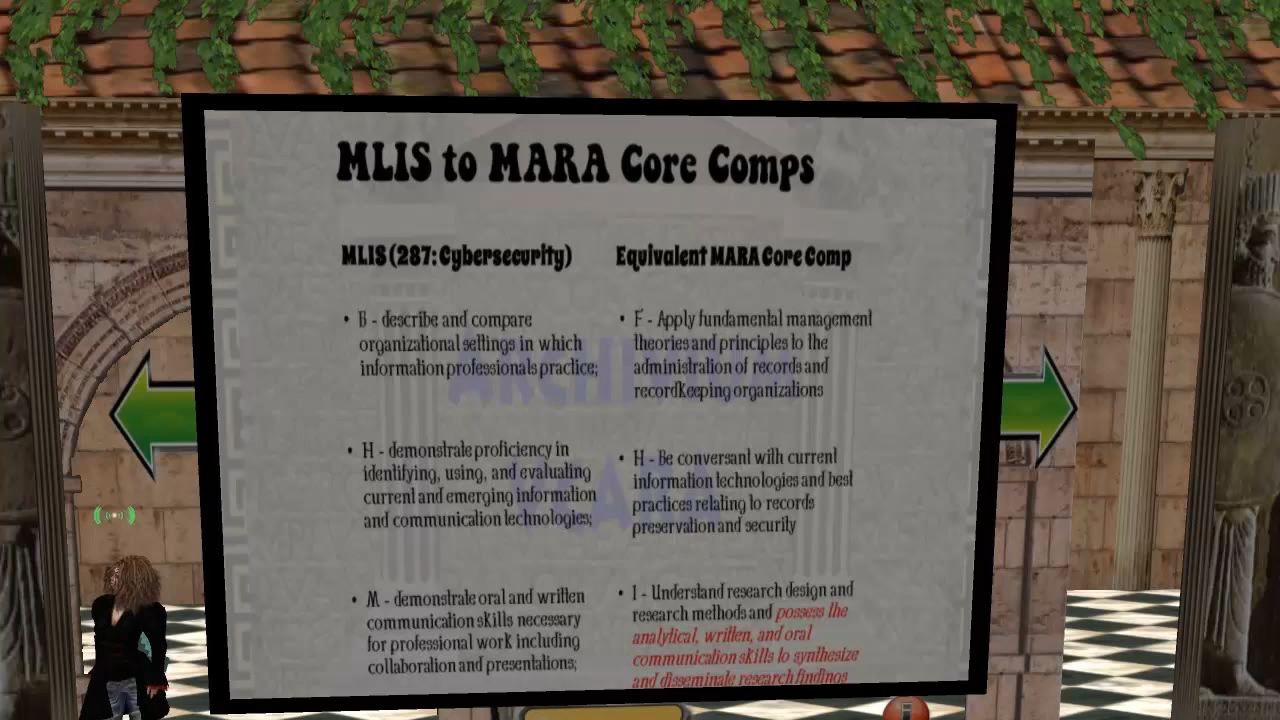 MLIS to MARA Core Comps
MLIS (287: Cybersecurity)
• B - describe and compare
organizational settings in which
information professionals practice;
• H - demonstrate proficiency in
identifying, using, and evaluating
current and emerging information
and communication technologies;
• M - demonstrate oral and written
communication skills necessary
for professional work including
collaboration and presentations;
Equivalent MARA Core Comp
• F - Apply fundamental management
theories and principles to the
administration of records and
recordkeeping organizations
• H - Be conversant with current
information technologies and best
practices relating to records
preservation and security
• I - Understand research design and
research methods and possess the
analytical, written, and oral
communication skills to synthesize
and disseminate research findings